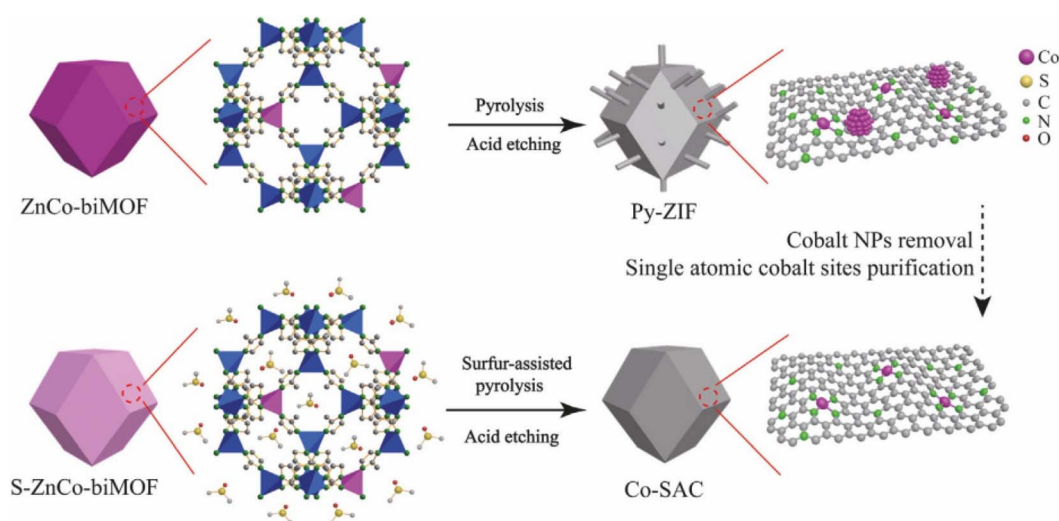 ZnCo-biMOF
Pyrolysis
Acid etching
Py-ZIF
Co
S
C
N
O
Cobalt NPs removal
Single atomic cobalt sites purification
S-ZnCo-biMOF
Surfur-assisted
pyrolysis
Acid etching
Co-SAC